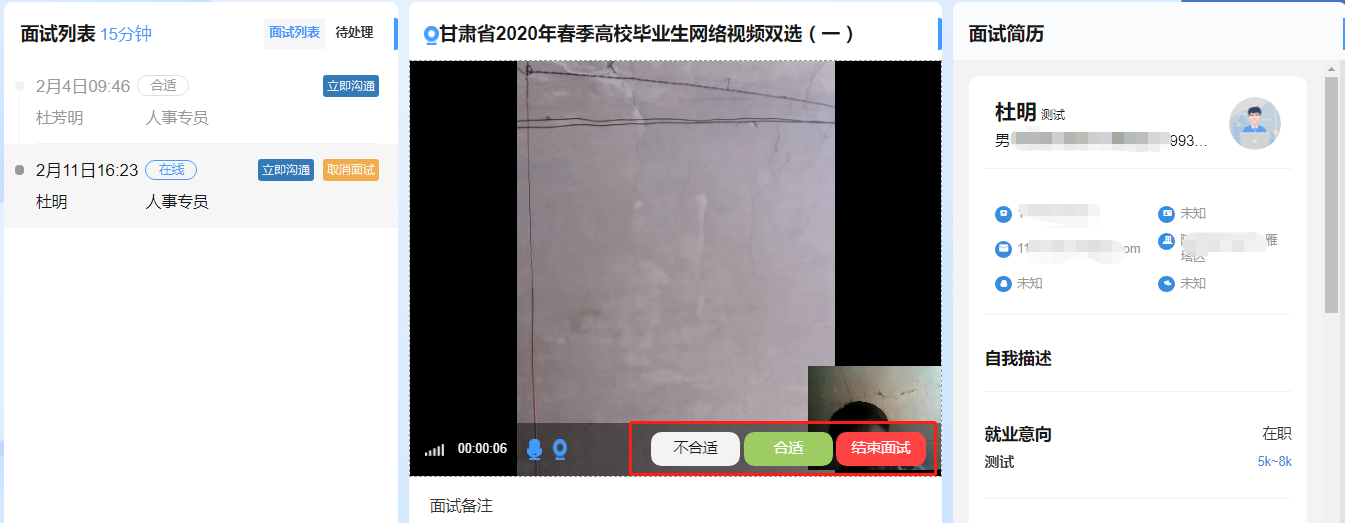 面试列表 15分钟 面试列表 待处理
2月4日09:46 合适 立即沟通
杜芳明 人事专员
2月11日16:23 在线 立即沟通 取消面试
杜明 人事专员
甘肃省2020年春季高校毕业生网络视频双选（一）
00:00:06 不合适 合适 结束面试
面试备注
面试简历
杜明 测试
男 993...
未知
11 om
雁
塔区
未知 未知
自我描述
就业意向 在职
测试 5k~8k